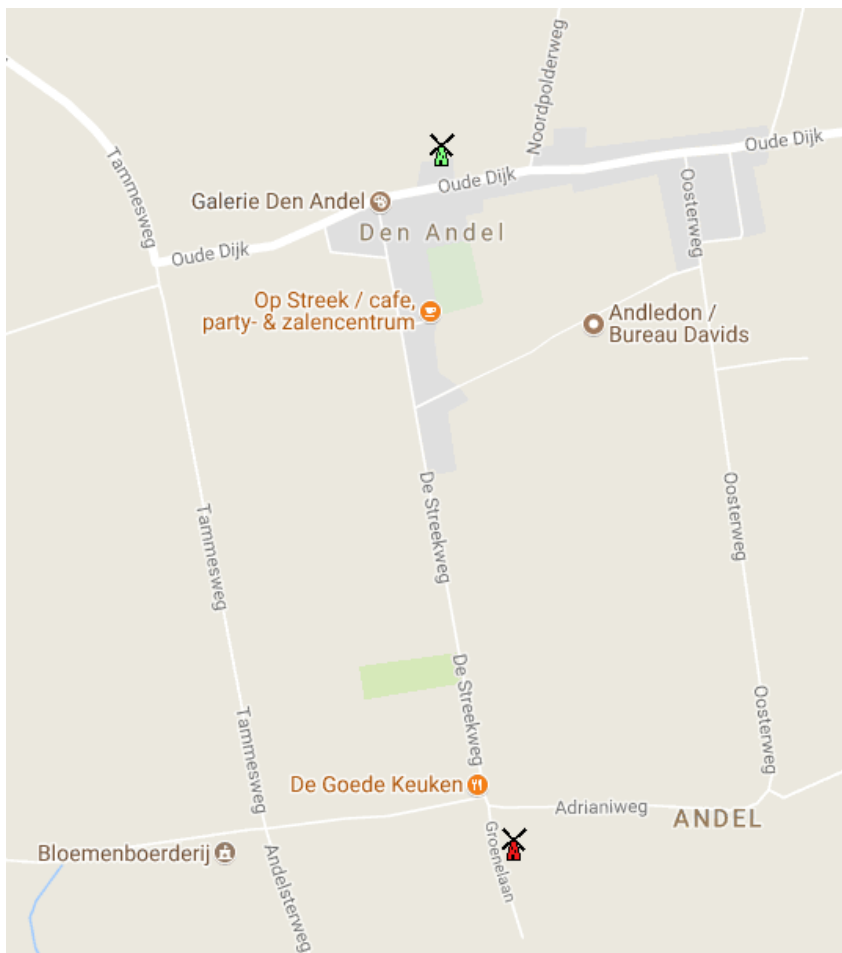 Noordpolderweg
Oude Dijk
Tammesweg
Oude Dijk
Galerie Den Andel
Den Andel
Oosterweg
Oude Dijk
Op Streek / cafe,
party- & zalencentrum
Andledon /
Bureau Davids
De Streekweg
Oosterweg
Tammesweg
De Streekweg
Oosterweg
Tammesweg
De Goede Keuken
Adrianiweg
ANDEL
Groenelaan
Bloemenboerderij
Andelsterweg